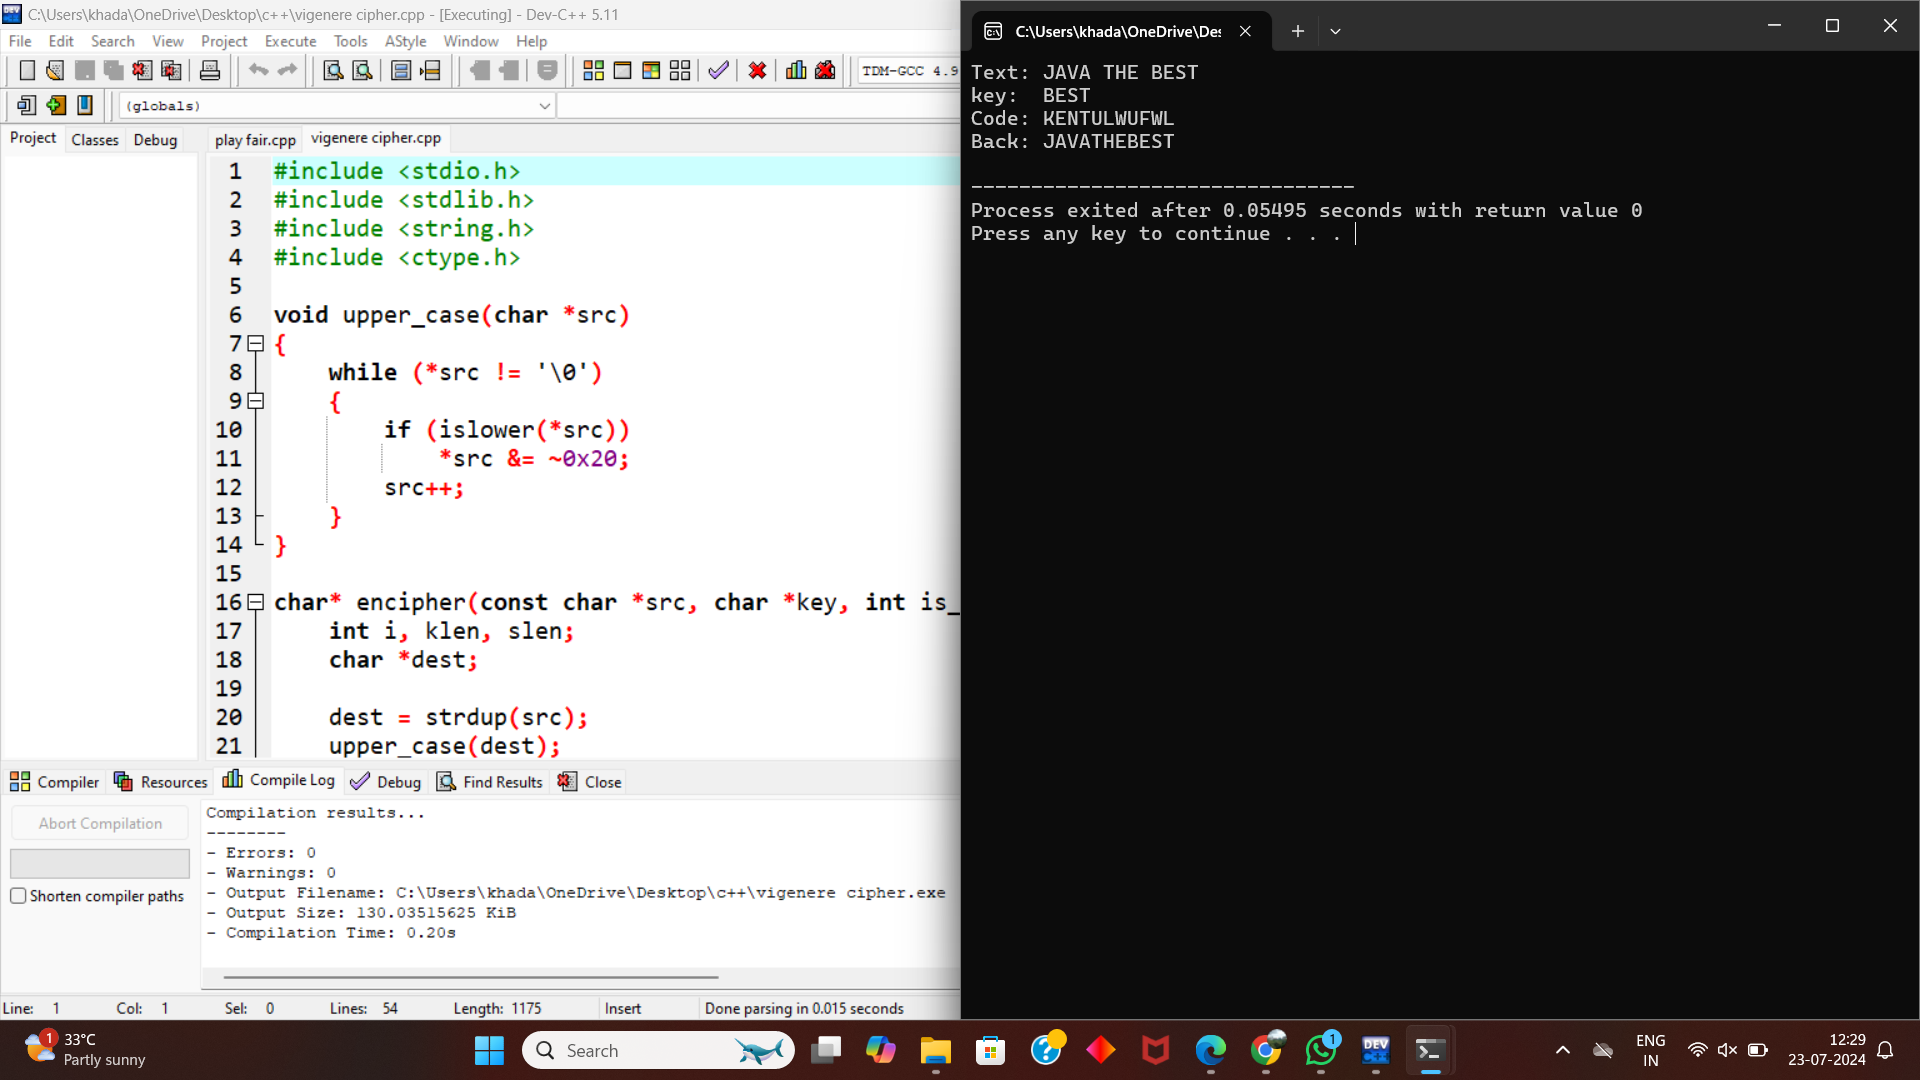 C:\Users\khada\OneDrive\Desktop\c++\vigenere cipher.cpp - [Executing] - Dev-C++ 5.11
File Edit Search View Project Execute Tools AStyle Window Help
TDM-GCC 4.9
(globals)
Project Classes Debug
play fair.cpp vigenere cipher.cpp
1 #include <stdio.h>
2 #include <stdlib.h>
3 #include <string.h>
4 #include <ctype.h>
5
6 void upper_case(char *src)
7 {
8 while (*src != '\0')
9 {
10 if (islower(*src))
11 *src &= ~0x20;
12 src++;
13 }
14 }
15
16 char* encipher(const char *src, char *key, int is_
17 int i, klen, slen;
18 char *dest;
19
20 dest = strdup(src);
21 upper_case(dest);
Compiler Resources Compile Log Debug Find Results Close
Abort Compilation
Shorten compiler paths
Compilation results...
--------
- Errors: 0
- Warnings: 0
- Output Filename: C:\Users\khada\OneDrive\Desktop\c++\vigenere cipher.exe
- Output Size: 130.03515625 KiB
- Compilation Time: 0.20s
Line: 1 Col: 1 Sel: 0 Lines: 54 Length: 1175 Insert Done parsing in 0.015 seconds
C:\Users\khada\OneDrive\Des
Text: JAVA THE BEST
key: BEST
Code: KENTULWUFWL
Back: JAVATHEBEST
--------------------------------
Process exited after 0.05495 seconds with return value 0
Press any key to continue . . .
1
33°C
Partly sunny
Search
1
DEV
C++
ENG
IN
12:29
23-07-2024